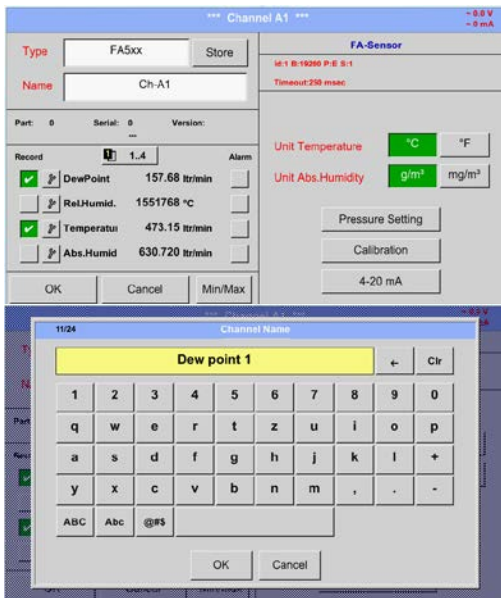 *** Channel A1 ***
~ 0.0 V
~ 0 mA
Type FA5xx Store
Name Ch-A1
Part: 0 Serial: 0 Version:
---
Record 1..4 Alarm
DewPoint 157.68 ltr/min
Rel.Humid. 1551768 °C
Temperatur 473.15 ltr/min
Abs.Humid 630.720 ltr/min
OK Cancel Min/Max
FA-Sensor
id:1 B:19200 P:E S:1
Timeout:250 msec
Unit Temperature °C °F
Unit Abs.Humidity g/m³ mg/m³
Pressure Setting
Calibration
4-20 mA
*** Channel A1 ***
11/24 Channel Name
Dew point 1 ← Clr
1 2 3 4 5 6 7 8 9 0
q w e r t z u i o p
a s d f g h j k l +
y x c v b n m , . -
ABC Abc @#$
OK Cancel